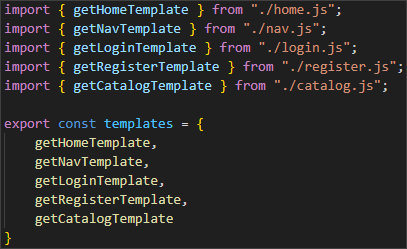 import { getHomeTemplate } from "./home.js";
import { getNavTemplate } from "./nav.js";
import { getLoginTemplate } from "./login.js";
import { getRegisterTemplate } from "./register.js";
import { getCatalogTemplate } from "./catalog.js";

export const templates = {
    getHomeTemplate,
    getNavTemplate,
    getLoginTemplate,
    getRegisterTemplate,
    getCatalogTemplate
}